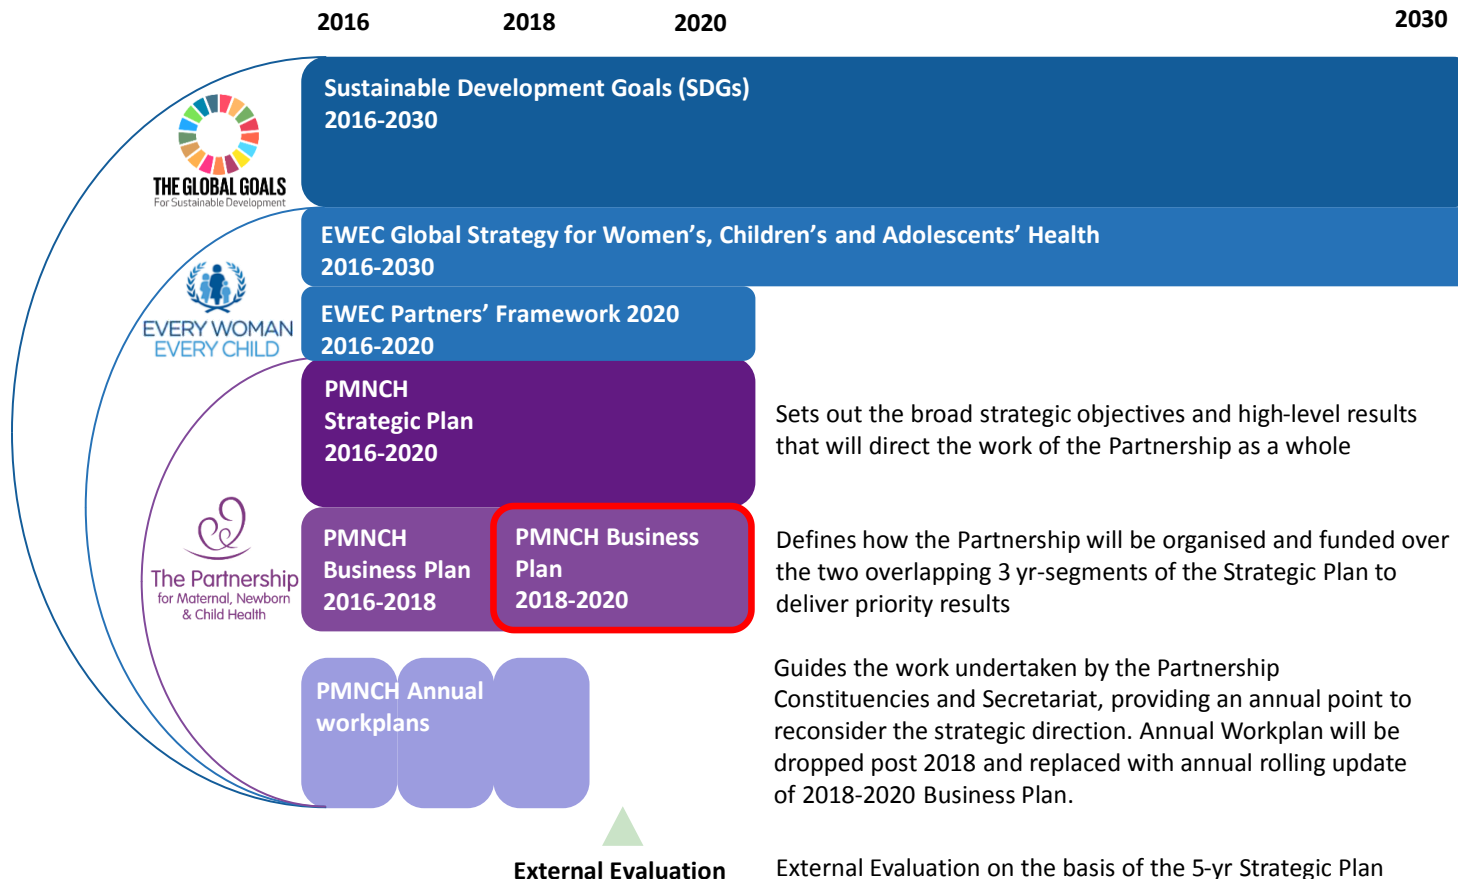 2016 2018 2020 2030
Sustainable Development Goals (SDGs)
2016-2030
THE GLOBAL GOALS
For Sustainable Development
EWEC Global Strategy for Women’s, Children’s and Adolescents’ Health
2016-2030
EVERY WOMAN
EVERY CHILD
EWEC Partners’ Framework 2020
2016-2020
PMNCH
Strategic Plan
2016-2020
Sets out the broad strategic objectives and high-level results
that will direct the work of the Partnership as a whole
The Partnership
for Maternal, Newborn
& Child Health
PMNCH
Business Plan
2016-2018
PMNCH Business
Plan
2018-2020
Defines how the Partnership will be organised and funded over
the two overlapping 3 yr-segments of the Strategic Plan to
deliver priority results
PMNCH Annual
workplans
Guides the work undertaken by the Partnership
Constituencies and Secretariat, providing an annual point to
reconsider the strategic direction. Annual Workplan will be
dropped post 2018 and replaced with annual rolling update
of 2018-2020 Business Plan.
External Evaluation
External Evaluation on the basis of the 5-yr Strategic Plan